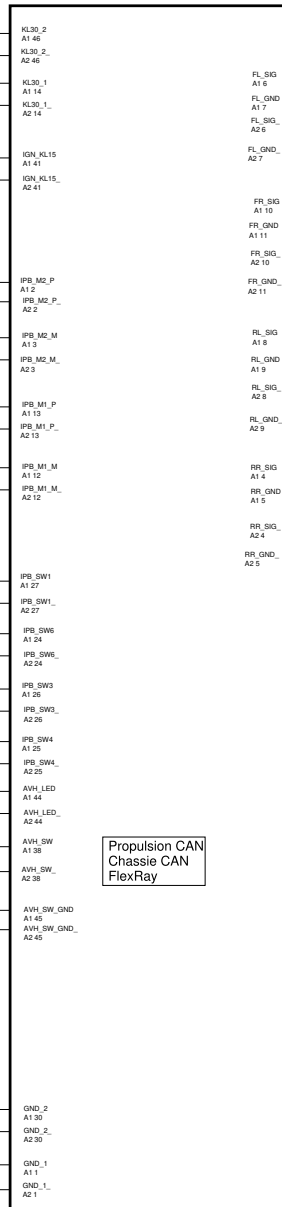 KL30_2
A1 46
KL30_2_
A2 46
KL30_1
A1 14
KL30_1_
A2 14
IGN_KL15
A1 41
IGN_KL15_
A2 41
IPB_M2_P
A1 2
IPB_M2_P_
A2 2
IPB_M2_M
A1 3
IPB_M2_M_
A2 3
IPB_M1_P
A1 13
IPB_M1_P_
A2 13
IPB_M1_M
A1 12
IPB_M1_M_
A2 12
IPB_SW1
A1 27
IPB_SW1_
A2 27
IPB_SW6
A1 24
IPB_SW6_
A2 24
IPB_SW3
A1 26
IPB_SW3_
A2 26
IPB_SW4
A1 25
IPB_SW4_
A2 25
AVH_LED
A1 44
AVH_LED_
A2 44
AVH_SW
A1 38
AVH_SW_
A2 38
AVH_SW_GND
A1 45
AVH_SW_GND_
A2 45
GND_2
A1 30
GND_2_
A2 30
GND_1
A1 1
GND_1_
A2 1
Propulsion CAN
Chassie CAN
FlexRay
FL_SIG
A1 6
FL_GND
A1 7
FL_SIG_
A2 6
FL_GND_
A2 7
FR_SIG
A1 10
FR_GND
A1 11
FR_SIG_
A2 10
FR_GND_
A2 11
RL_SIG
A1 8
RL_GND
A1 9
RL_SIG_
A2 8
RL_GND_
A2 9
RR_SIG
A1 4
RR_GND
A1 5
RR_SIG_
A2 4
RR_GND_
A2 5